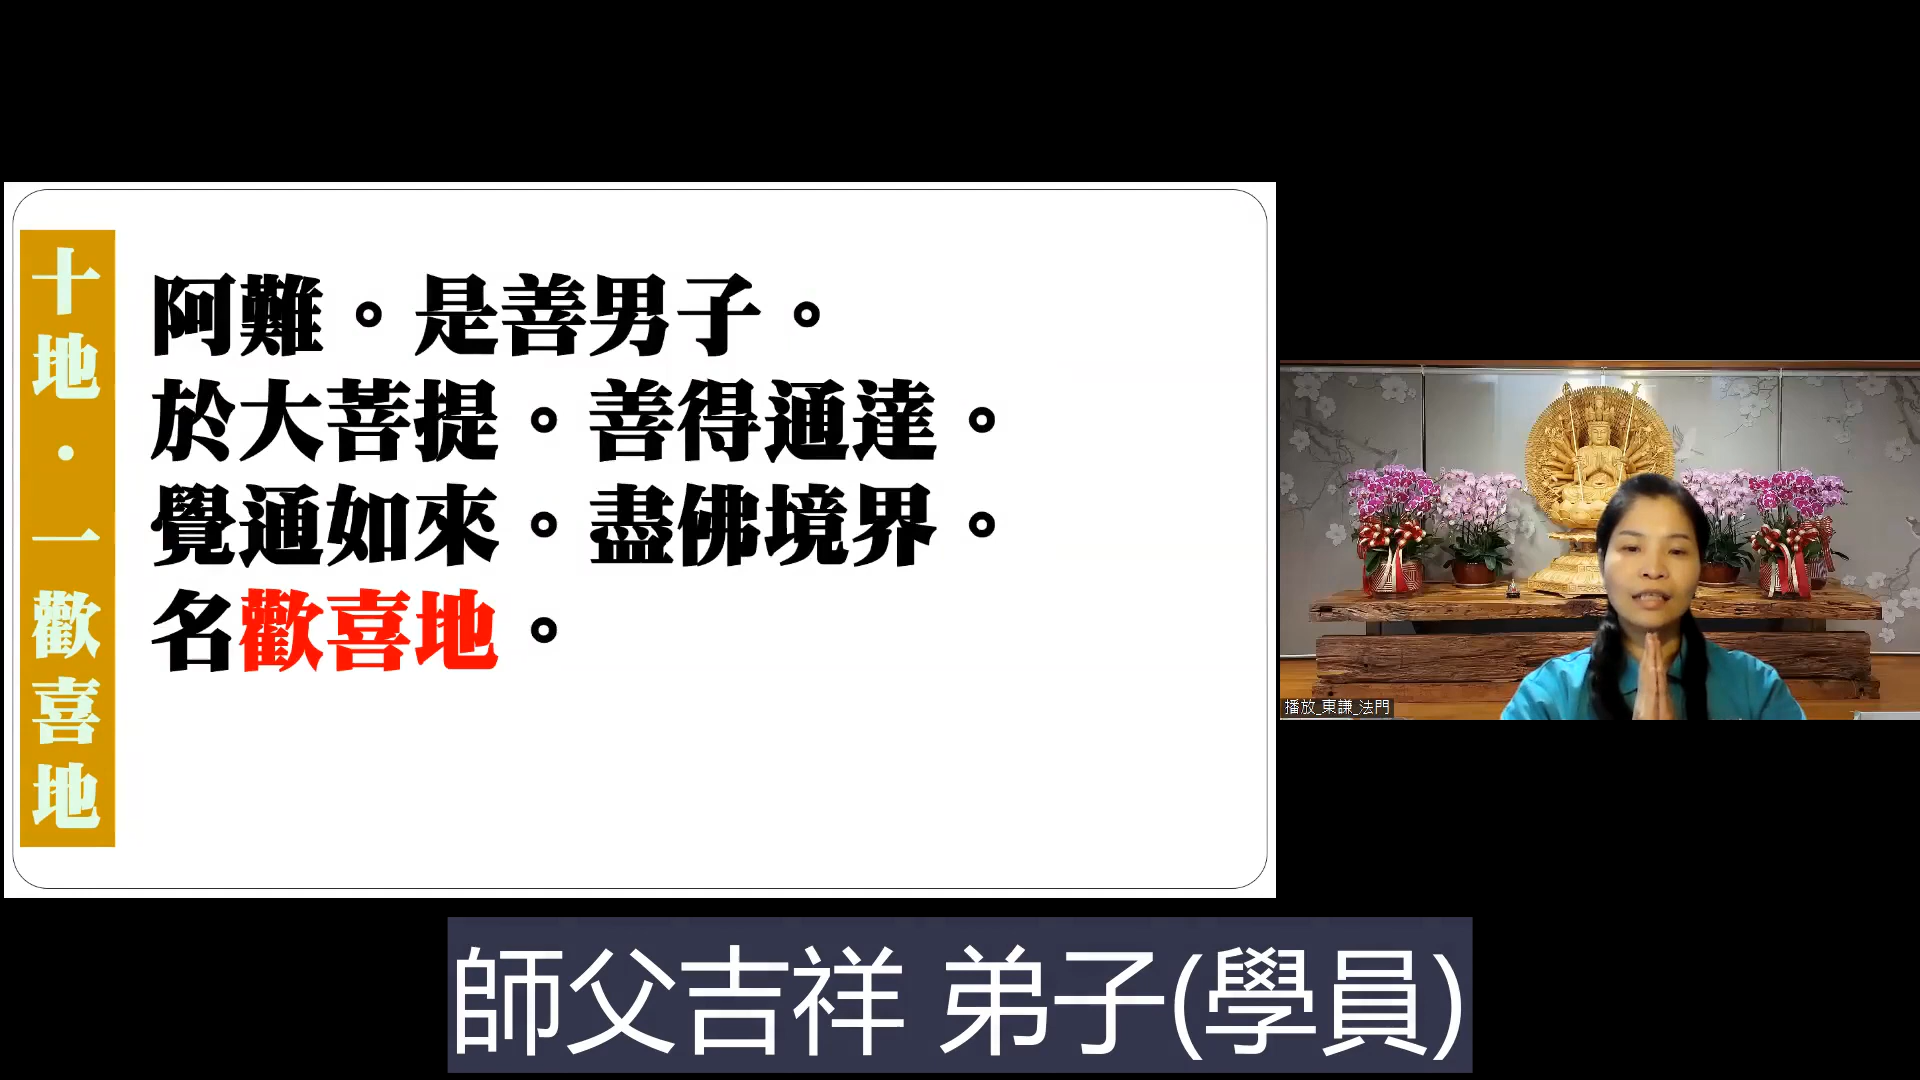 十地・一歡喜地
阿難。是善男子。
於大菩提。善得通達。
覺通如來。盡佛境界。
名歡喜地。
播放_東謙_法門
師父吉祥 弟子(學員)